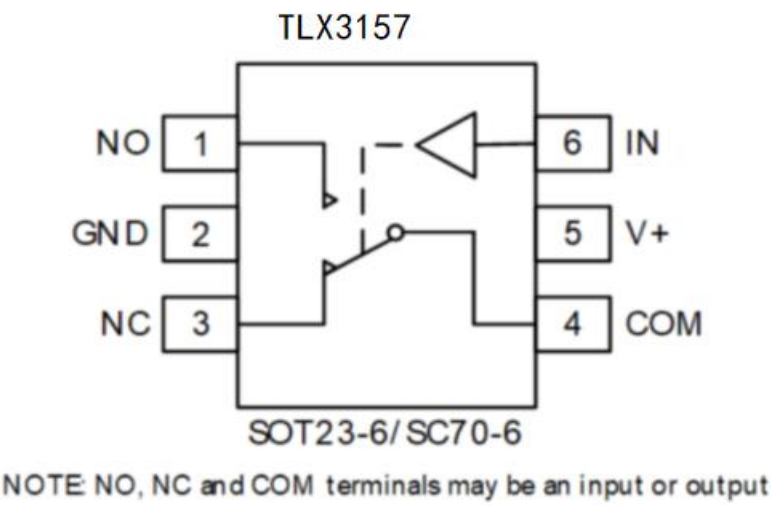 TLX3157
NO 1 6 IN
GND 2 5 V+
NC 3 4 COM
SOT23-6/SC70-6
NOTE: NO, NC and COM terminals may be an input or output